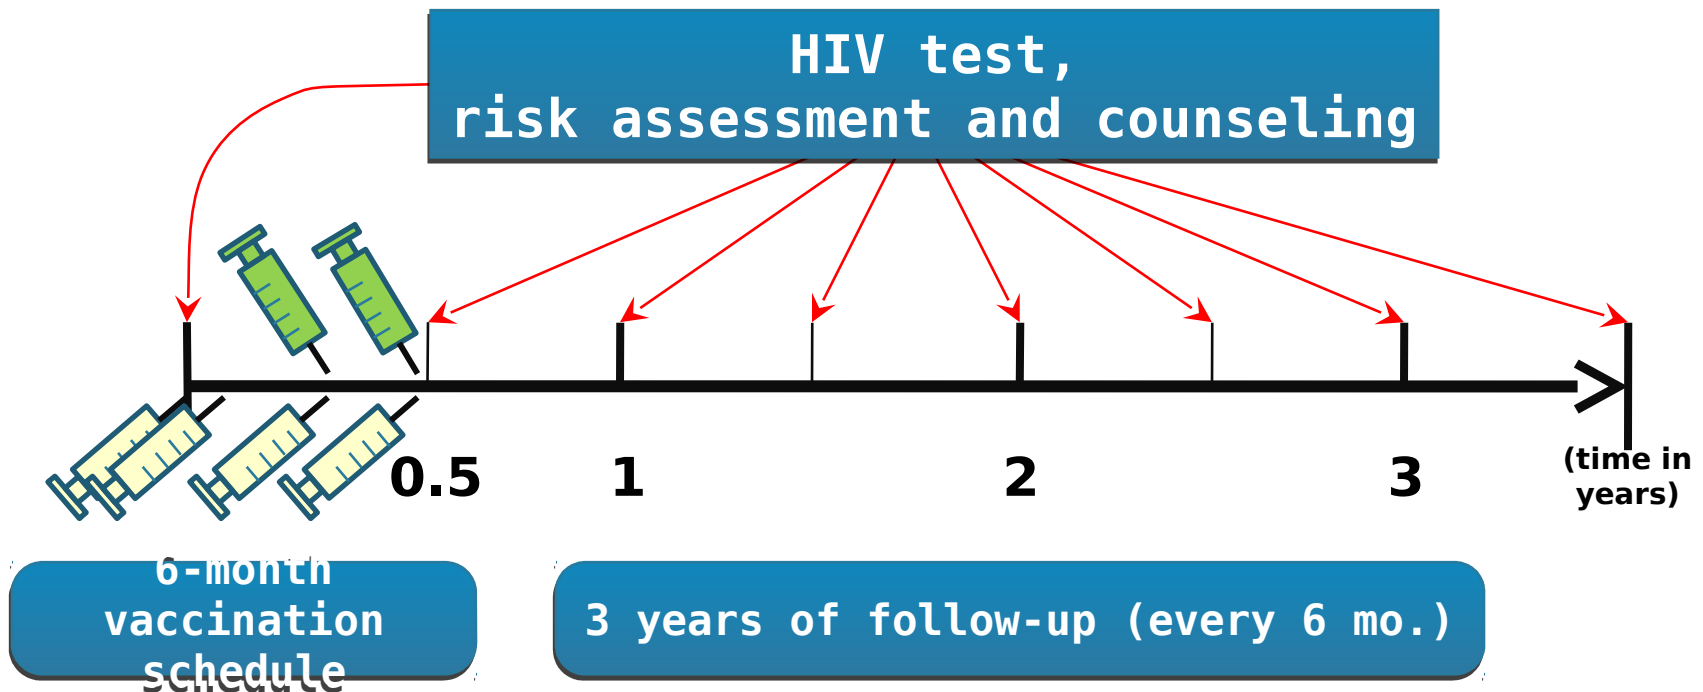 HIV test,
risk assessment and counseling
0.5
1
2
3
(time in
years)
6-month
vaccination
schedule
3 years of follow-up (every 6 mo.)